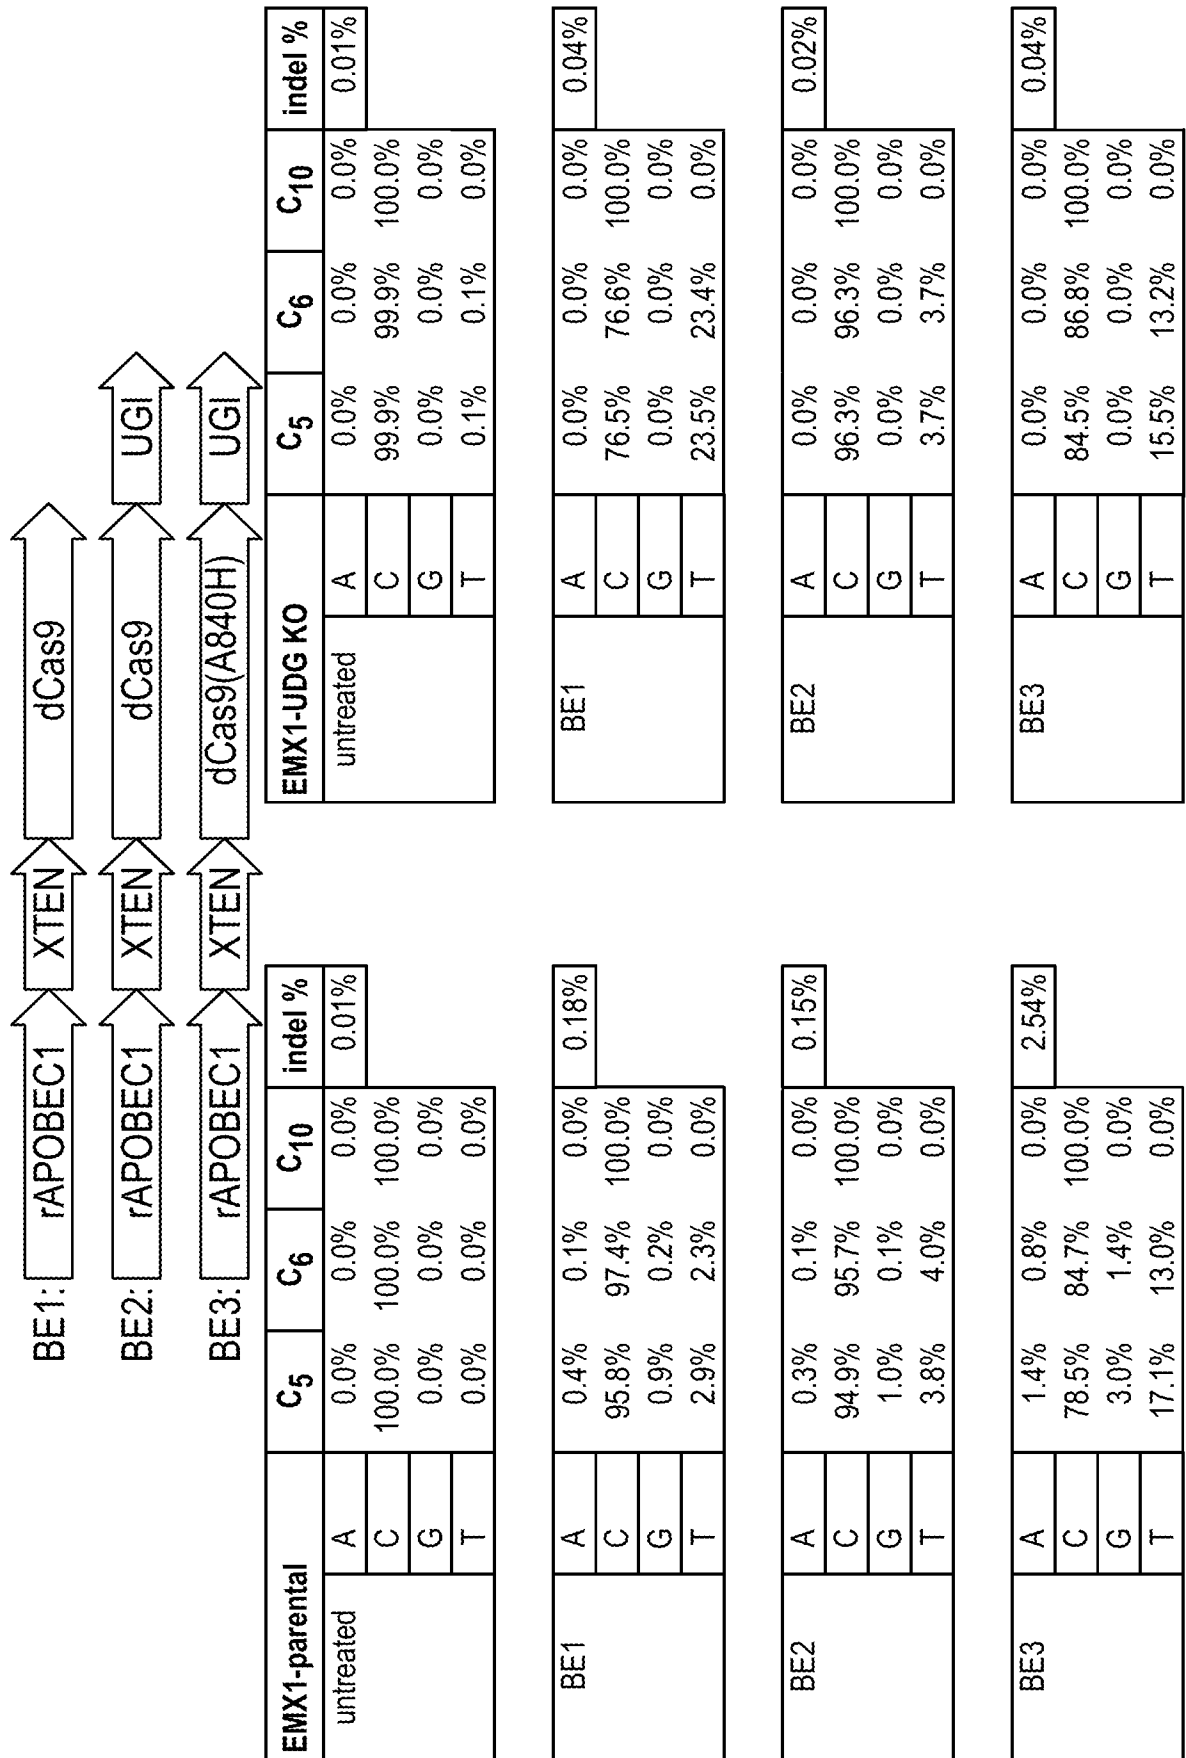 BE1: rAPOBEC1 XTEN dCas9
BE2: rAPOBEC1 XTEN dCas9 UGI
BE3: rAPOBEC1 XTEN dCas9(A840H) UGI
EMX1-parental C5 C6 C10 indel %
untreated A 0.0% 0.0% 0.0% 0.01%
C 100.0% 100.0% 100.0%
G 0.0% 0.0% 0.0%
T 0.0% 0.0% 0.0%
BE1 A 0.4% 0.1% 0.0% 0.18%
C 95.8% 97.4% 100.0%
G 0.9% 0.2% 0.0%
T 2.9% 2.3% 0.0%
BE2 A 0.3% 0.1% 0.0% 0.15%
C 94.9% 95.7% 100.0%
G 1.0% 0.1% 0.0%
T 3.8% 4.0% 0.0%
BE3 A 1.4% 0.8% 0.0% 2.54%
C 78.5% 84.7% 100.0%
G 3.0% 1.4% 0.0%
T 17.1% 13.0% 0.0%
EMX1-UDG KO C5 C6 C10 indel %
untreated A 0.0% 0.0% 0.0% 0.01%
C 99.9% 99.9% 100.0%
G 0.0% 0.0% 0.0%
T 0.1% 0.1% 0.0%
BE1 A 0.0% 0.0% 0.0% 0.04%
C 76.5% 76.6% 100.0%
G 0.0% 0.0% 0.0%
T 23.5% 23.4% 0.0%
BE2 A 0.0% 0.0% 0.0% 0.02%
C 96.3% 96.3% 100.0%
G 0.0% 0.0% 0.0%
T 3.7% 3.7% 0.0%
BE3 A 0.0% 0.0% 0.0% 0.04%
C 84.5% 86.8% 100.0%
G 0.0% 0.0% 0.0%
T 15.5% 13.2% 0.0%